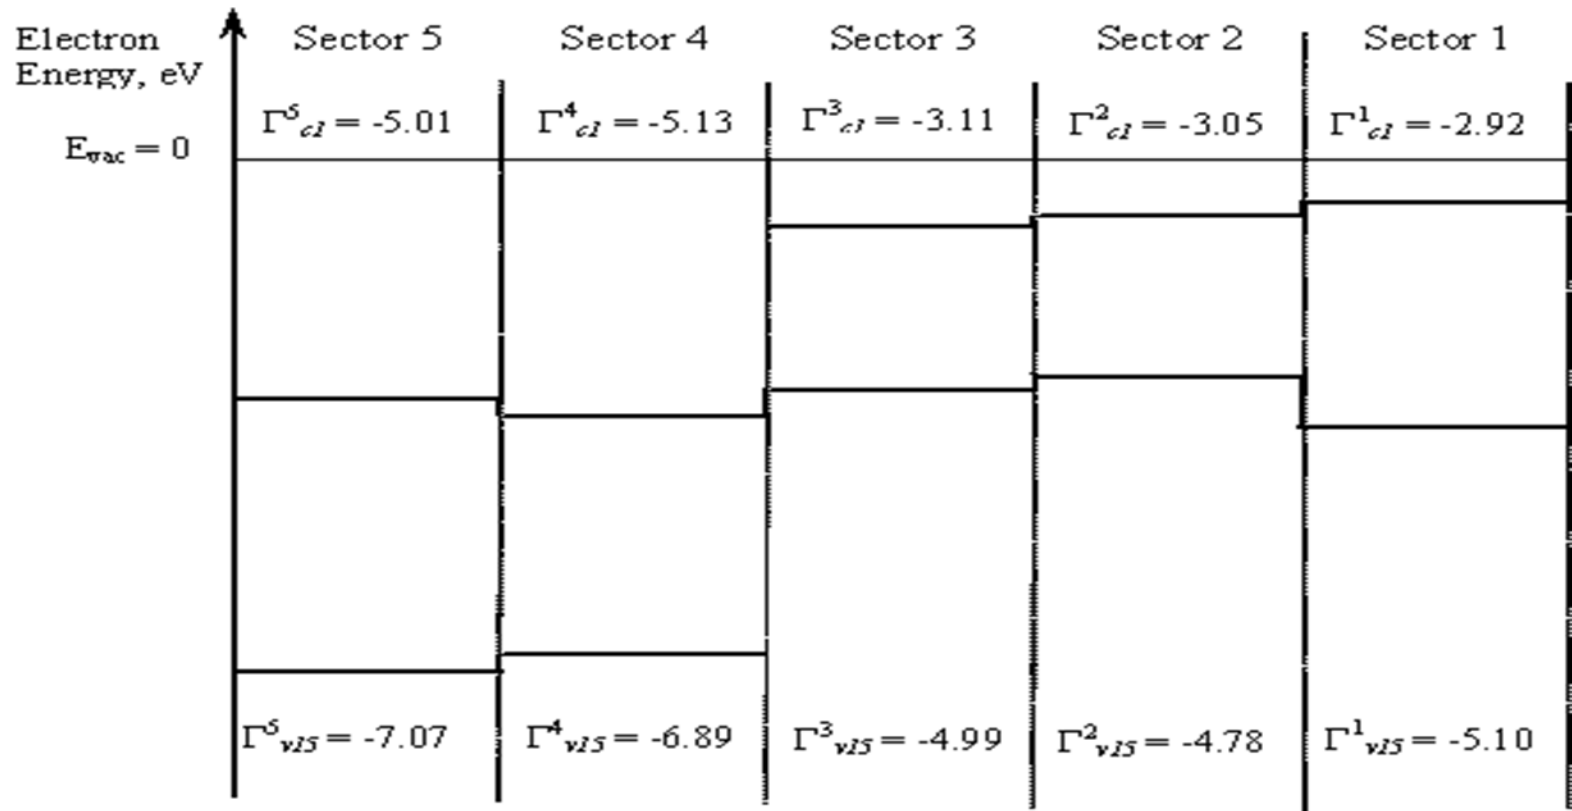 Electron
Energy, eV
Sector 5 Sector 4 Sector 3 Sector 2 Sector 1
Γ⁵c1 = -5.01 Γ⁴c1 = -5.13 Γ³c1 = -3.11 Γ²c1 = -3.05 Γ¹c1 = -2.92
Evac = 0
Γ⁵v15 = -7.07 Γ⁴v15 = -6.89 Γ³v15 = -4.99 Γ²v15 = -4.78 Γ¹v15 = -5.10